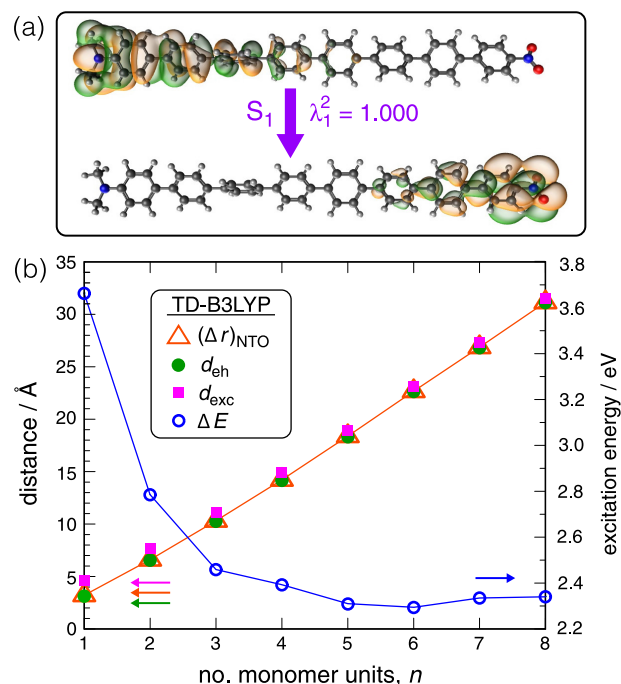 (a)
S₁ λ₁² = 1.000
(b)
TD-B3LYP
(Δr)NTO
deh
dexc
ΔE
35
30
25
20
15
10
5
0
distance / Å
3.8
3.6
3.4
3.2
3.0
2.8
2.6
2.4
2.2
excitation energy / eV
1 2 3 4 5 6 7 8
no. monomer units, n